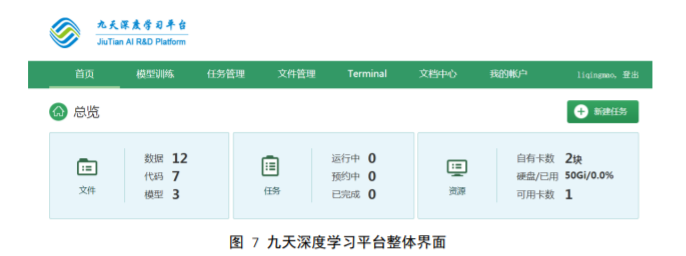 九天深度学习平台
JiuTian AI R&D Platform
首页 模型训练 任务管理 文件管理 Terminal 文档中心 我的帐户 liqingmmo, 登出
总览 新建任务
数据 12
代码 7
模型 3
文件
运行中 0
预约中 0
已完成 0
任务
自有卡数 2块
硬盘/已用 50Gi/0.0%
可用卡数 1
资源
图 7 九天深度学习平台整体界面